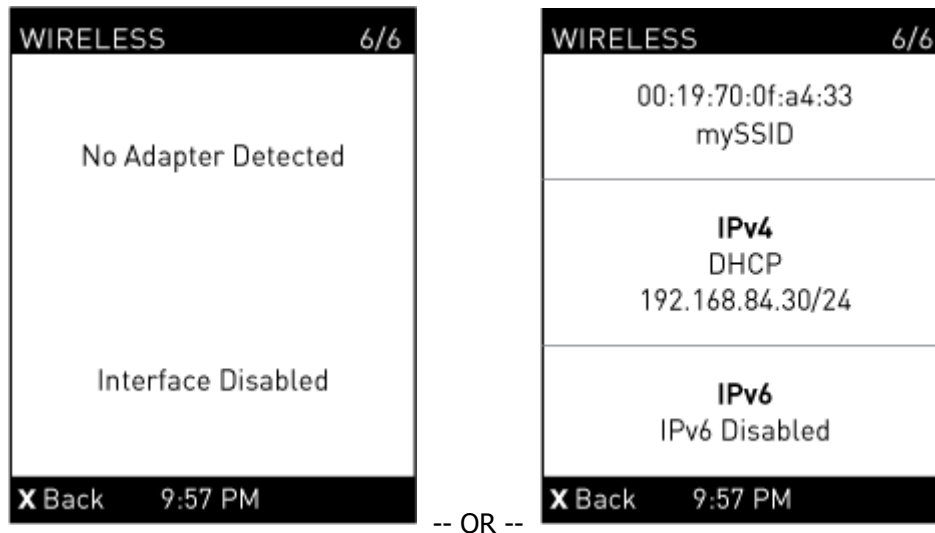 WIRELESS 6/6
No Adapter Detected
Interface Disabled
X Back 9:57 PM
-- OR --
WIRELESS 6/6
00:19:70:0f:a4:33
mySSID
IPv4
DHCP
192.168.84.30/24
IPv6
IPv6 Disabled
X Back 9:57 PM